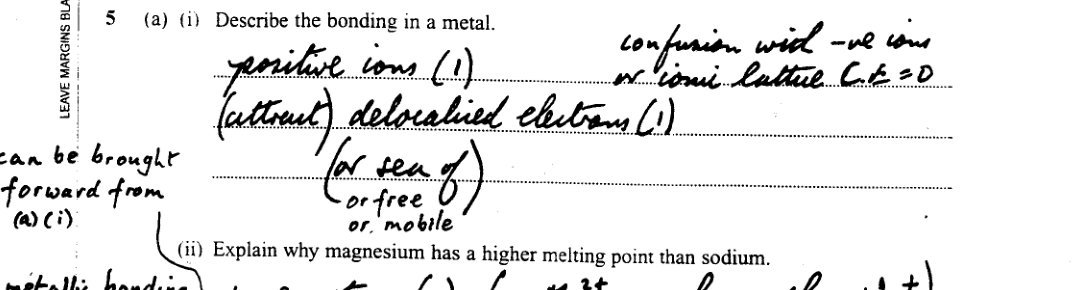 LEAVE MARGINS BLA
5 (a) (i) Describe the bonding in a metal.
confusion with -ve ions
positive ions (1) or ionic lattice C.E = 0
(attract) delocalised electrons (1)
can be brought (or sea of)
forward from or free
(a) (i) or mobile
(ii) Explain why magnesium has a higher melting point than sodium.
metallic bonding